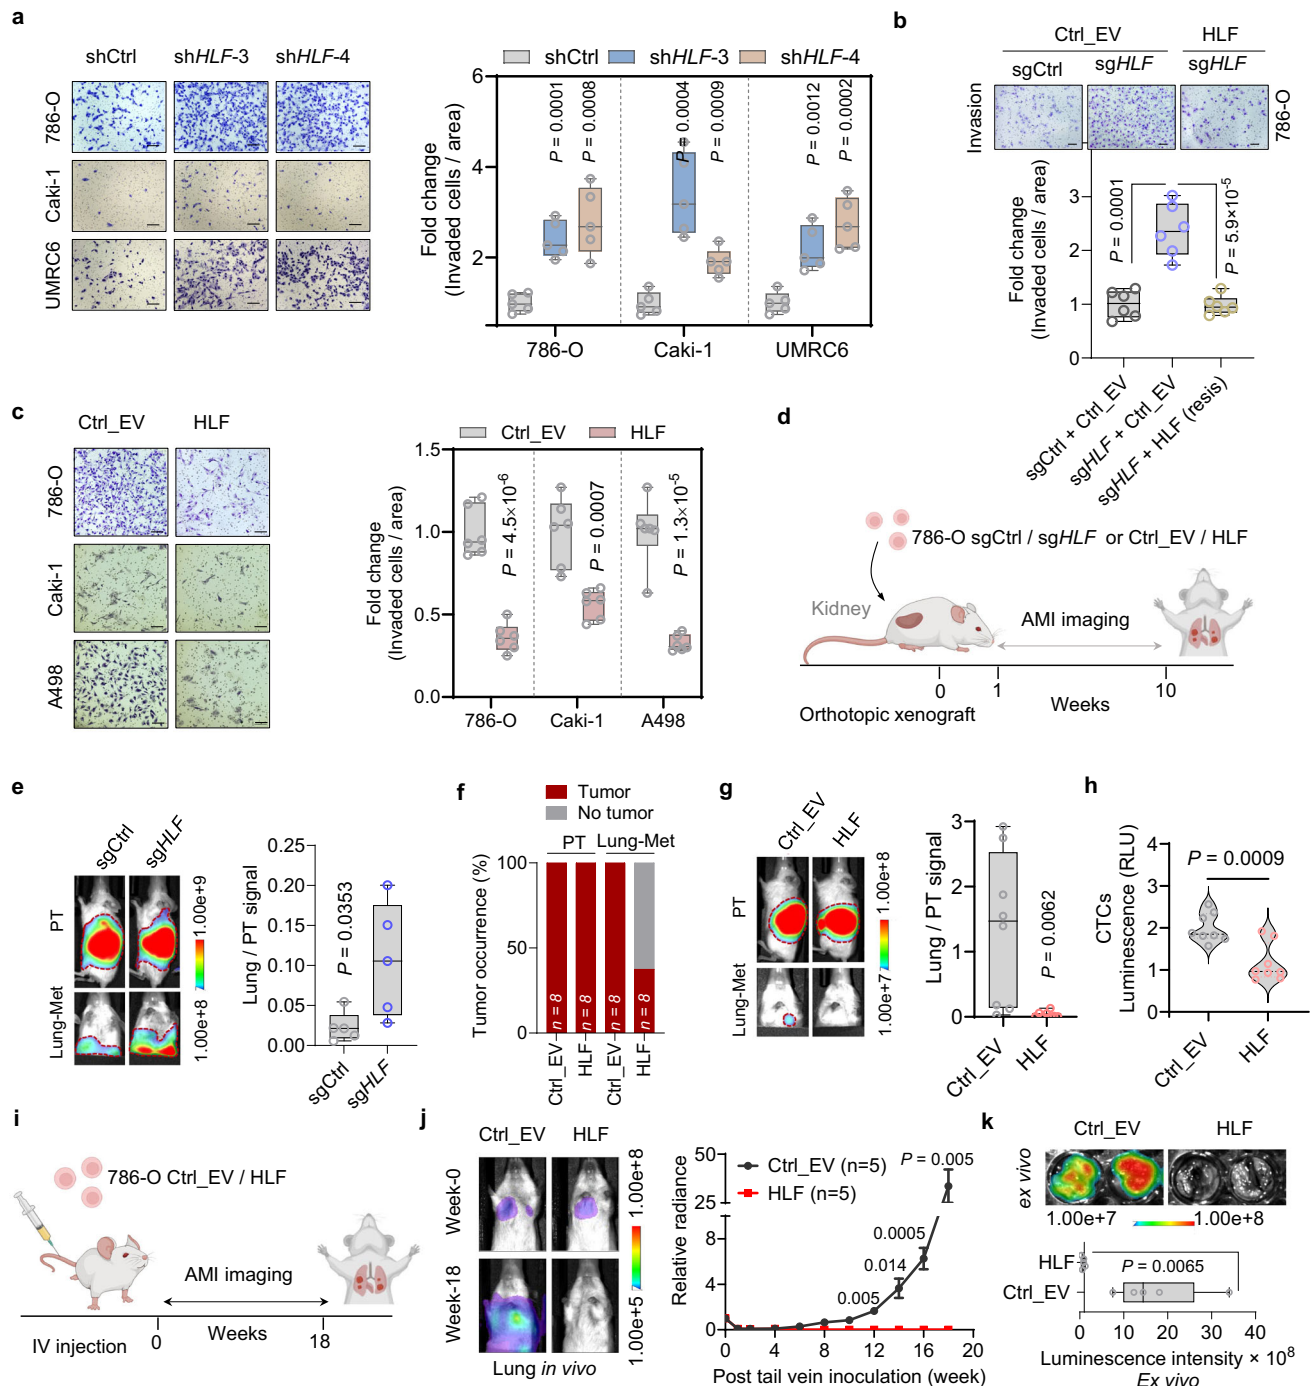 a
shCtrl
shHLF-3
shHLF-4
786-O
Caki-1
UMRC6
shCtrl
shHLF-3
shHLF-4
Fold change
(Invaded cells / area)
6
4
2
P = 0.0001
P = 0.0008
P = 0.0004
P = 0.0009
P = 0.0012
P = 0.0002
786-O
Caki-1
UMRC6
b
Ctrl_EV
HLF
sgCtrl
sgHLF
sgHLF
Invasion
786-O
Fold change
(Invaded cells / area)
3
2
1
0
P = 0.0001
P = 5.9×10-5
sgCtrl + Ctrl_EV
sgHLF + Ctrl_EV
sgHLF + HLF (resis)
c
Ctrl_EV
HLF
786-O
Caki-1
A498
Ctrl_EV
HLF
Fold change
(Invaded cells / area)
1.5
1.0
0.5
0.0
P = 4.5×10-6
P = 0.0007
P = 1.3×10-5
786-O
Caki-1
A498
d
786-O sgCtrl / sgHLF or Ctrl_EV / HLF
Kidney
AMI imaging
0
1
Weeks
10
Orthotopic xenograft
e
sgCtrl
sgHLF
PT
Lung-Met
1.00e+8
1.00e+9
Lung / PT signal
0.25
0.20
0.15
0.10
0.05
0.00
P = 0.0353
sgCtrl
sgHLF
f
Tumor
No tumor
PT
Lung-Met
Tumor occurrence (%)
100
50
0
n = 8
n = 8
n = 8
n = 8
Ctrl_EV
HLF
Ctrl_EV
HLF
g
Ctrl_EV
HLF
PT
Lung-Met
1.00e+7
1.00e+8
Lung / PT signal
3
2
1
0
P = 0.0062
Ctrl_EV
HLF
h
CTCs
Luminescence (RLU)
4
2
1
0
P = 0.0009
Ctrl_EV
HLF
i
786-O Ctrl_EV / HLF
AMI imaging
IV injection
0
Weeks
18
j
Ctrl_EV
HLF
Week-0
Week-18
1.00e+5
1.00e+8
Lung in vivo
Relative radiance
50
25
8
4
0
Ctrl_EV (n=5)
HLF (n=5)
P = 0.005
0.0005
0.014
0.005
0
4
8
12
16
20
Post tail vein inoculation (week)
k
Ctrl_EV
HLF
ex vivo
1.00e+7
1.00e+8
HLF
Ctrl_EV
P = 0.0065
0
10
20
30
40
Luminescence intensity × 108
Ex vivo